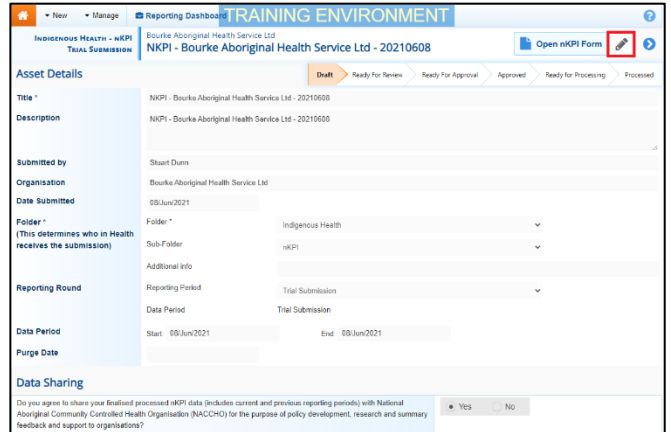 New Manage Reporting Dashboard TRAINING ENVIRONMENT
INDIGENOUS HEALTH - NKPI
TRIAL SUBMISSION
Bourke Aboriginal Health Service Ltd
NKPI - Bourke Aboriginal Health Service Ltd - 20210608
Open nKPI Form
Asset Details
Draft Ready For Review Ready For Approval Approved Ready for Processing Processed
Title * NKPI - Bourke Aboriginal Health Service Ltd - 20210608
Description NKPI - Bourke Aboriginal Health Service Ltd - 20210608
Submitted by Stuart Dunn
Organisation Bourke Aboriginal Health Service Ltd
Date Submitted 08/Jun/2021
Folder * Folder * Indigenous Health
(This determines who in Health
receives the submission) Sub-Folder nKPI
Additional info
Reporting Round Reporting Period Trial Submission
Data Period Trial Submission
Data Period Start 08/Jun/2021 End 08/Jun/2021
Purge Date
Data Sharing
Do you agree to share your finalised processed nKPI data (includes current and previous reporting periods) with National Yes No
Aboriginal Community Controlled Health Organisation (NACCHO) for the purpose of policy development, research and summary
feedback and support to organisations?